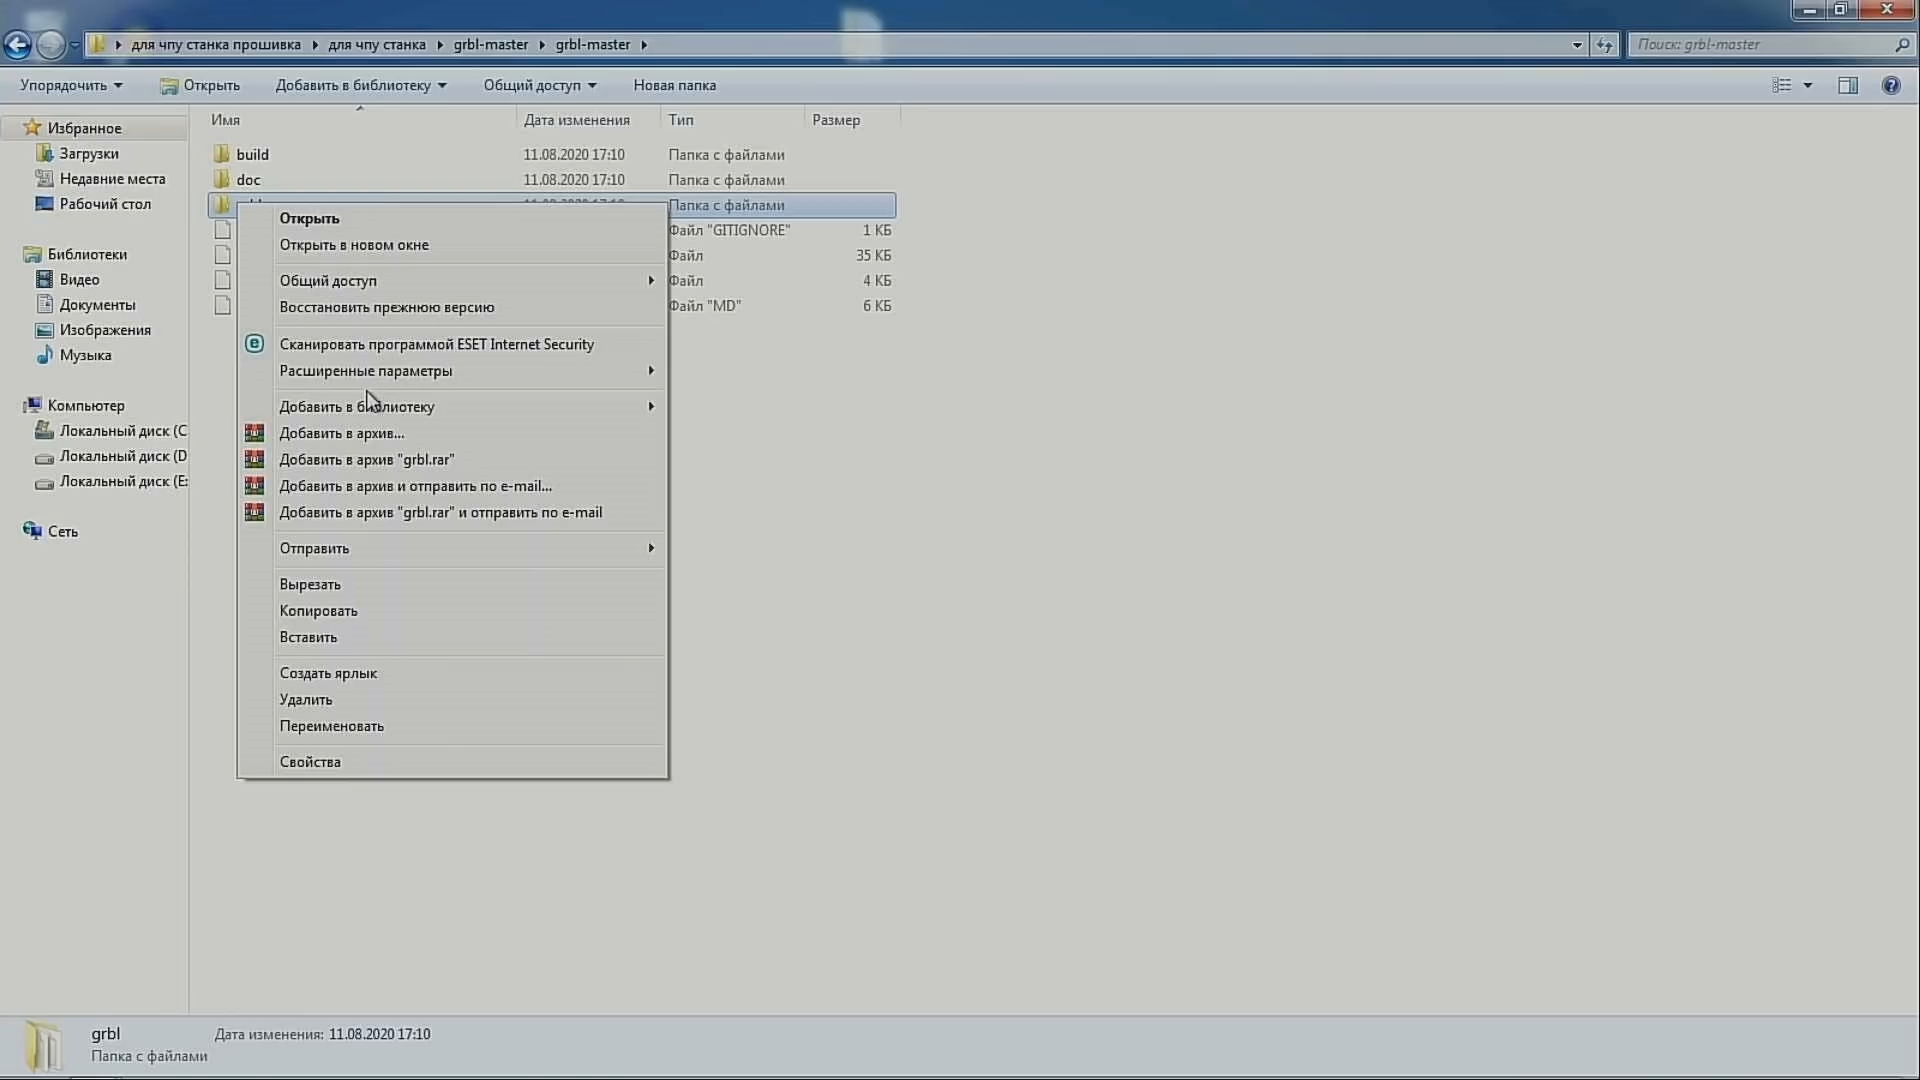 для чпу станка прошивка для чпу станка grbl-master grbl-master
Поиск: grbl-master
Упорядочить Открыть Добавить в библиотеку Общий доступ Новая папка
Имя Дата изменения Тип Размер
Избранное
Загрузки
Недавние места
Рабочий стол
Библиотеки
Видео
Документы
Изображения
Музыка
Компьютер
Локальный диск (C
Локальный диск (D
Локальный диск (E:
Сеть
build 11.08.2020 17:10 Папка с файлами
doc 11.08.2020 17:10 Папка с файлами
Папка с файлами
Файл "GITIGNORE" 1 КБ
Файл 35 КБ
Файл 4 КБ
Файл "MD" 6 КБ
Открыть
Открыть в новом окне
Общий доступ
Восстановить прежнюю версию
Сканировать программой ESET Internet Security
Расширенные параметры
Добавить в библиотеку
Добавить в архив...
Добавить в архив "grbl.rar"
Добавить в архив и отправить по e-mail...
Добавить в архив "grbl.rar" и отправить по e-mail
Отправить
Вырезать
Копировать
Вставить
Создать ярлык
Удалить
Переименовать
Свойства
grbl Дата изменения: 11.08.2020 17:10
Папка с файлами